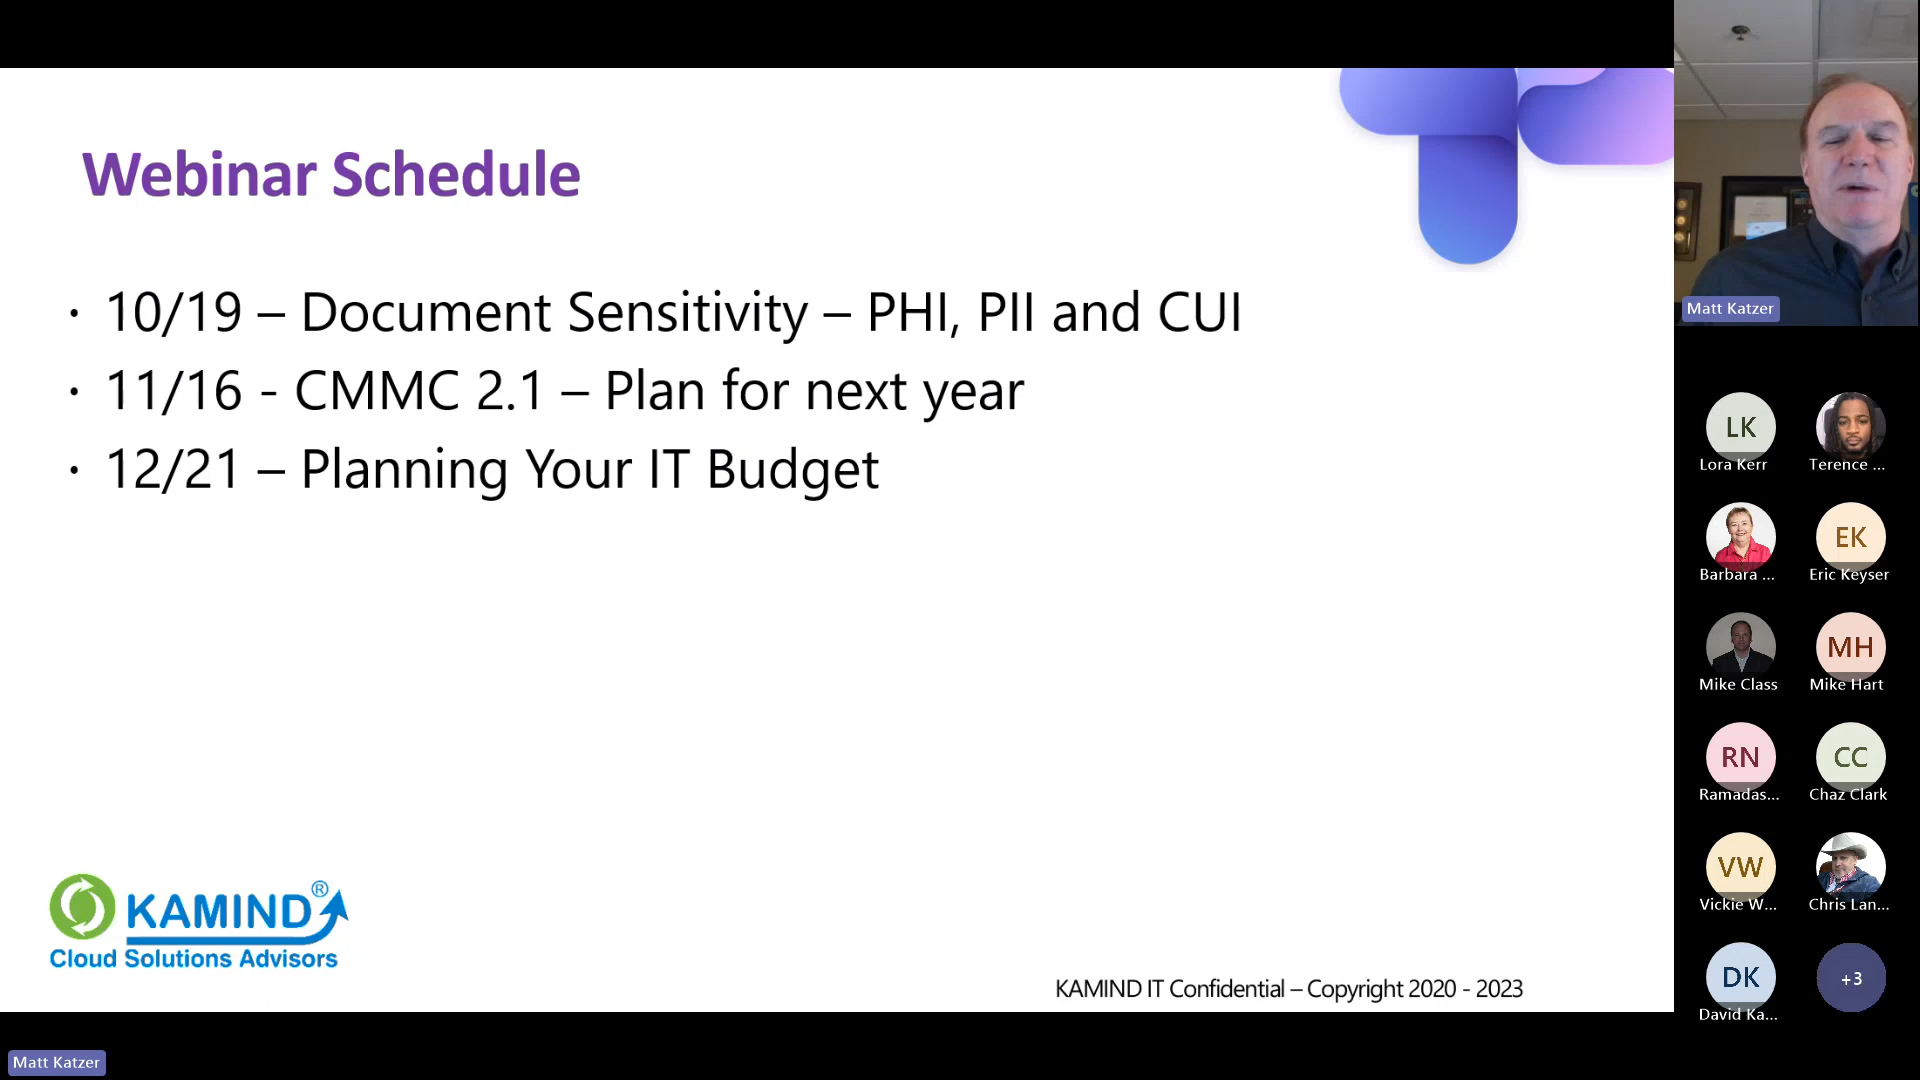 Webinar Schedule
· 10/19 – Document Sensitivity – PHI, PII and CUI
· 11/16 - CMMC 2.1 – Plan for next year
· 12/21 – Planning Your IT Budget
KAMIND®
Cloud Solutions Advisors
KAMIND IT Confidential – Copyright 2020 - 2023
Matt Katzer
Matt Katzer
LK
Lora Kerr
Terence ...
Barbara ...
EK
Eric Keyser
Mike Class
MH
Mike Hart
RN
Ramadas...
CC
Chaz Clark
VW
Vickie W...
Chris Lan...
DK
David Ka...
+3